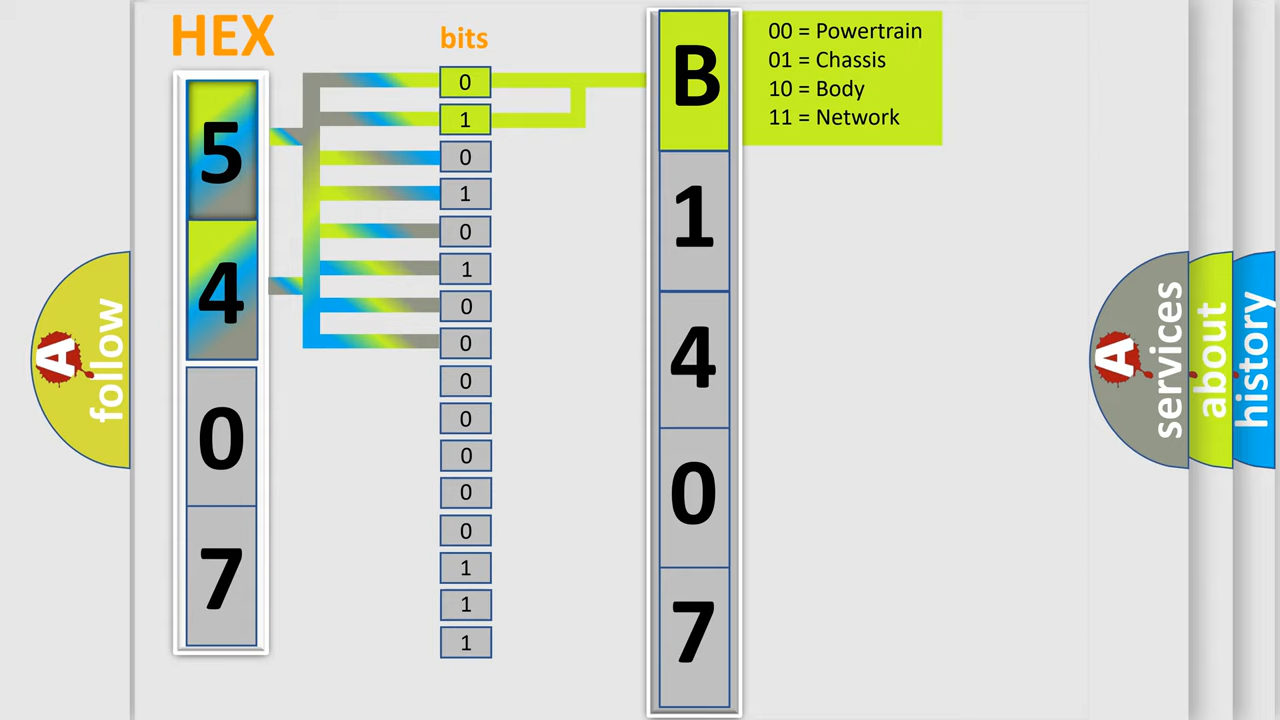 HEX
bits
5
4
0
7
0
1
0
1
0
1
0
0
0
0
0
0
0
1
1
1
B
1
4
0
7
00 = Powertrain
01 = Chassis
10 = Body
11 = Network
A
follow
A
services
about
history